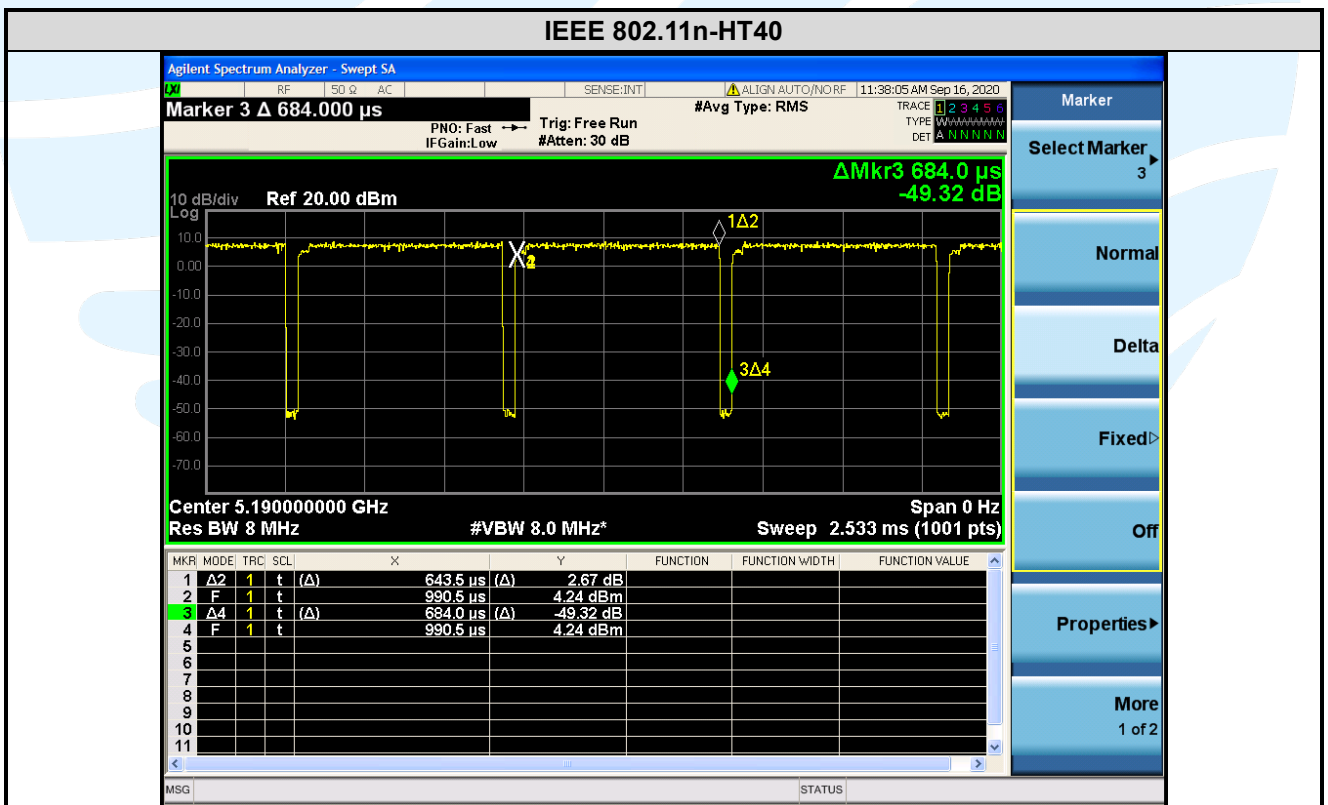 IEEE 802.11n-HT40
Agilent Spectrum Analyzer - Swept SA
LXI RF 50 Ω AC SENSE:INT ALIGN AUTO/NO RF 11:38:05 AM Sep 16, 2020
Marker 3 Δ 684.000 µs
PNO: Fast
IFGain:Low
Trig: Free Run
#Atten: 30 dB
#Avg Type: RMS
TRACE 1 2 3 4 5 6
TYPE WWWWWW
DET A N N N N N
ΔMkr3 684.0 µs
-49.32 dB
10 dB/div Ref 20.00 dBm
Log
10.0
0.00
-10.0
-20.0
-30.0
-40.0
-50.0
-60.0
-70.0
1Δ2
3Δ4
Center 5.190000000 GHz Span 0 Hz
Res BW 8 MHz #VBW 8.0 MHz* Sweep 2.533 ms (1001 pts)
MKR MODE TRC SCL X Y FUNCTION FUNCTION WIDTH FUNCTION VALUE
1 Δ2 1 t (Δ) 643.5 µs (Δ) 2.67 dB
2 F 1 t 990.5 µs 4.24 dBm
3 Δ4 1 t (Δ) 684.0 µs (Δ) -49.32 dB
4 F 1 t 990.5 µs 4.24 dBm
5
6
7
8
9
10
11
MSG STATUS
Marker
Select Marker
3
Normal
Delta
Fixed
Off
Properties
More
1 of 2